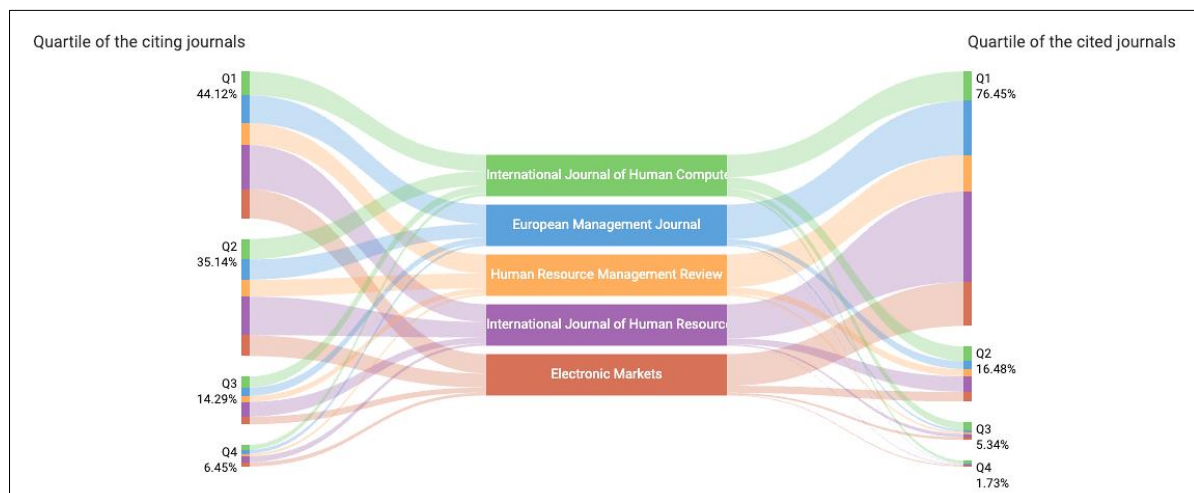 Quartile of the citing journals
Quartile of the cited journals
Q1
44.12%
Q2
35.14%
Q3
14.29%
Q4
6.45%
International Journal of Human Compute
European Management Journal
Human Resource Management Review
International Journal of Human Resource
Electronic Markets
Q1
76.45%
Q2
16.48%
Q3
5.34%
Q4
1.73%